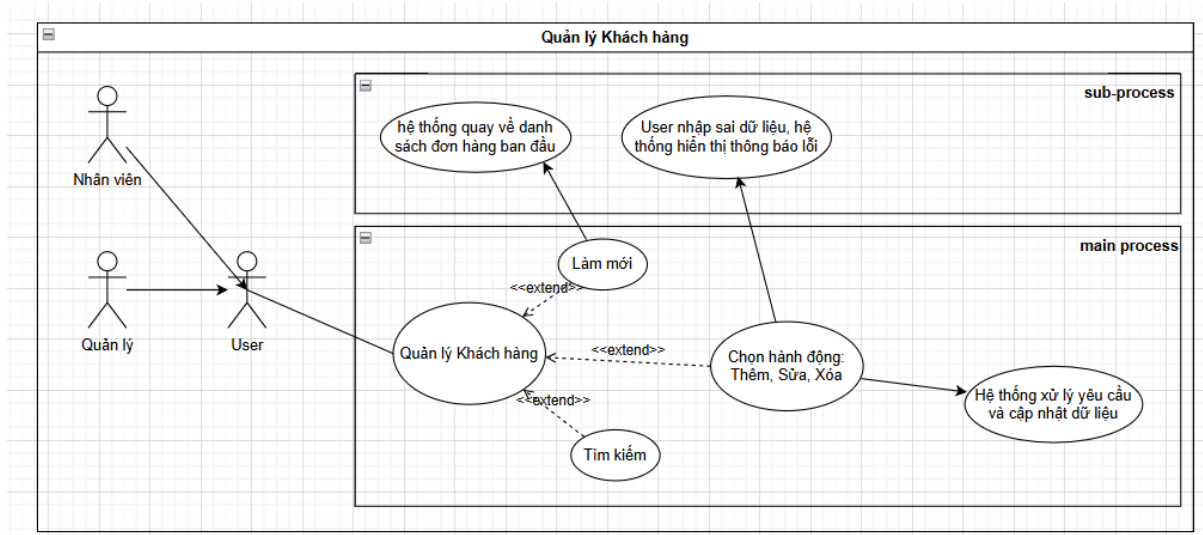 Quản lý Khách hàng
sub-process
hệ thống quay về danh
sách đơn hàng ban đầu
User nhập sai dữ liệu, hệ
thống hiển thị thông báo lỗi
Nhân viên
main process
Làm mới
<<extend>>
Quản lý
User
Quản lý Khách hàng
<<extend>>
Chọn hành động:
Thêm, Sửa, Xóa
Hệ thống xử lý yêu cầu
và cập nhật dữ liệu
<<extend>>
Tìm kiếm